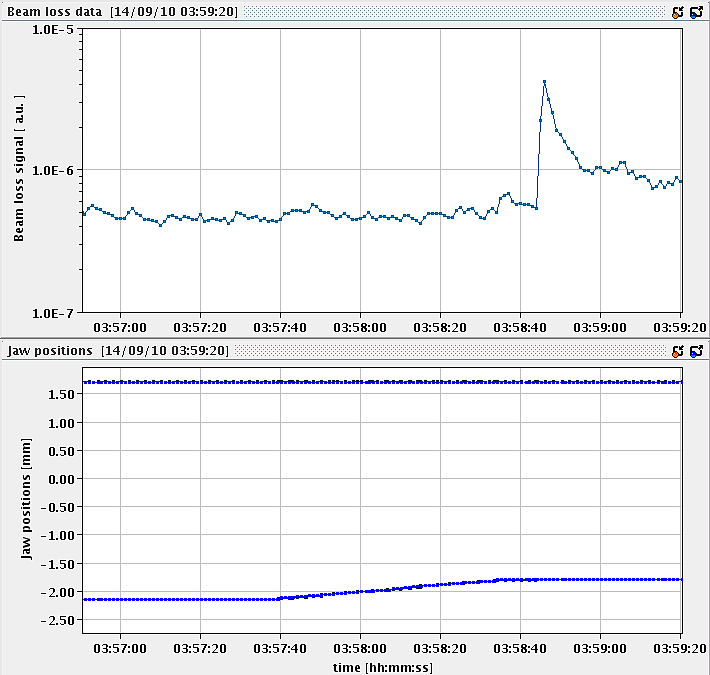 Beam loss data [14/09/10 03:59:20]
1.0E-5
1.0E-6
1.0E-7
Beam loss signal [ a.u. ]
03:57:00 03:57:20 03:57:40 03:58:00 03:58:20 03:58:40 03:59:00 03:59:20
Jaw positions [14/09/10 03:59:20]
1.50
1.00
0.50
0.00
-0.50
-1.00
-1.50
-2.00
-2.50
Jaw positions [mm]
03:57:00 03:57:20 03:57:40 03:58:00 03:58:20 03:58:40 03:59:00 03:59:20
time [hh:mm:ss]